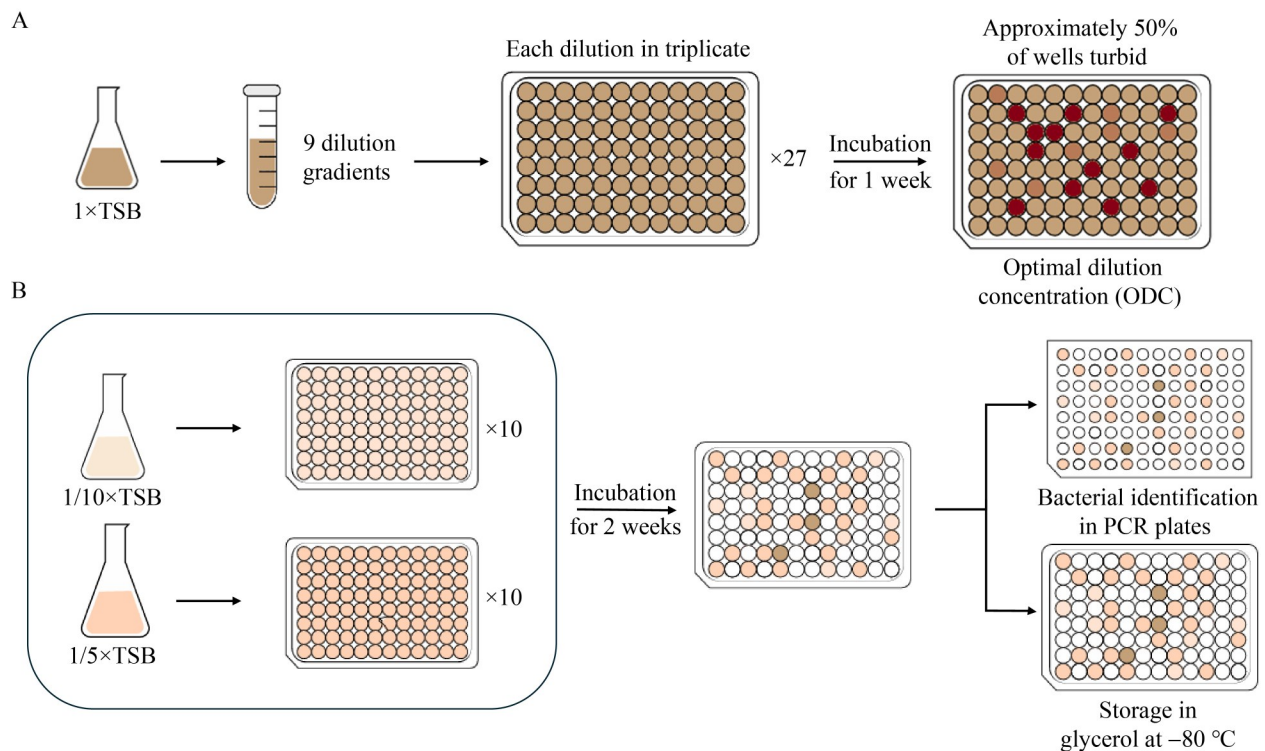 A
1×TSB
9 dilution
gradients
Each dilution in triplicate
×27
Incubation
for 1 week
Approximately 50%
of wells turbid
Optimal dilution
concentration (ODC)
B
1/10×TSB
×10
1/5×TSB
×10
Incubation
for 2 weeks
Bacterial identification
in PCR plates
Storage in
glycerol at −80 ℃